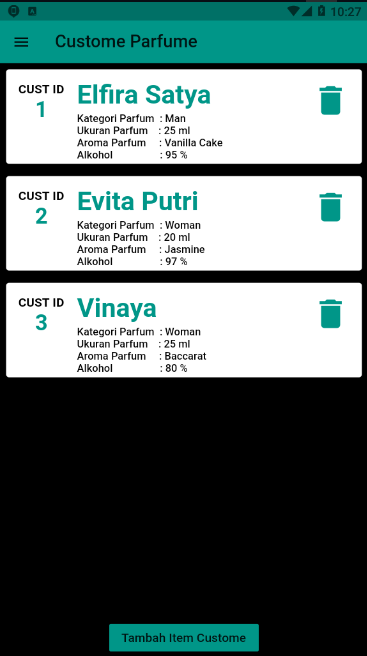 10:27
Custome Parfume
CUST ID
1
Elfira Satya
Kategori Parfum : Man
Ukuran Parfum : 25 ml
Aroma Parfum : Vanilla Cake
Alkohol : 95 %
CUST ID
2
Evita Putri
Kategori Parfum : Woman
Ukuran Parfum : 20 ml
Aroma Parfum : Jasmine
Alkohol : 97 %
CUST ID
3
Vinaya
Kategori Parfum : Woman
Ukuran Parfum : 25 ml
Aroma Parfum : Baccarat
Alkohol : 80 %
Tambah Item Custome